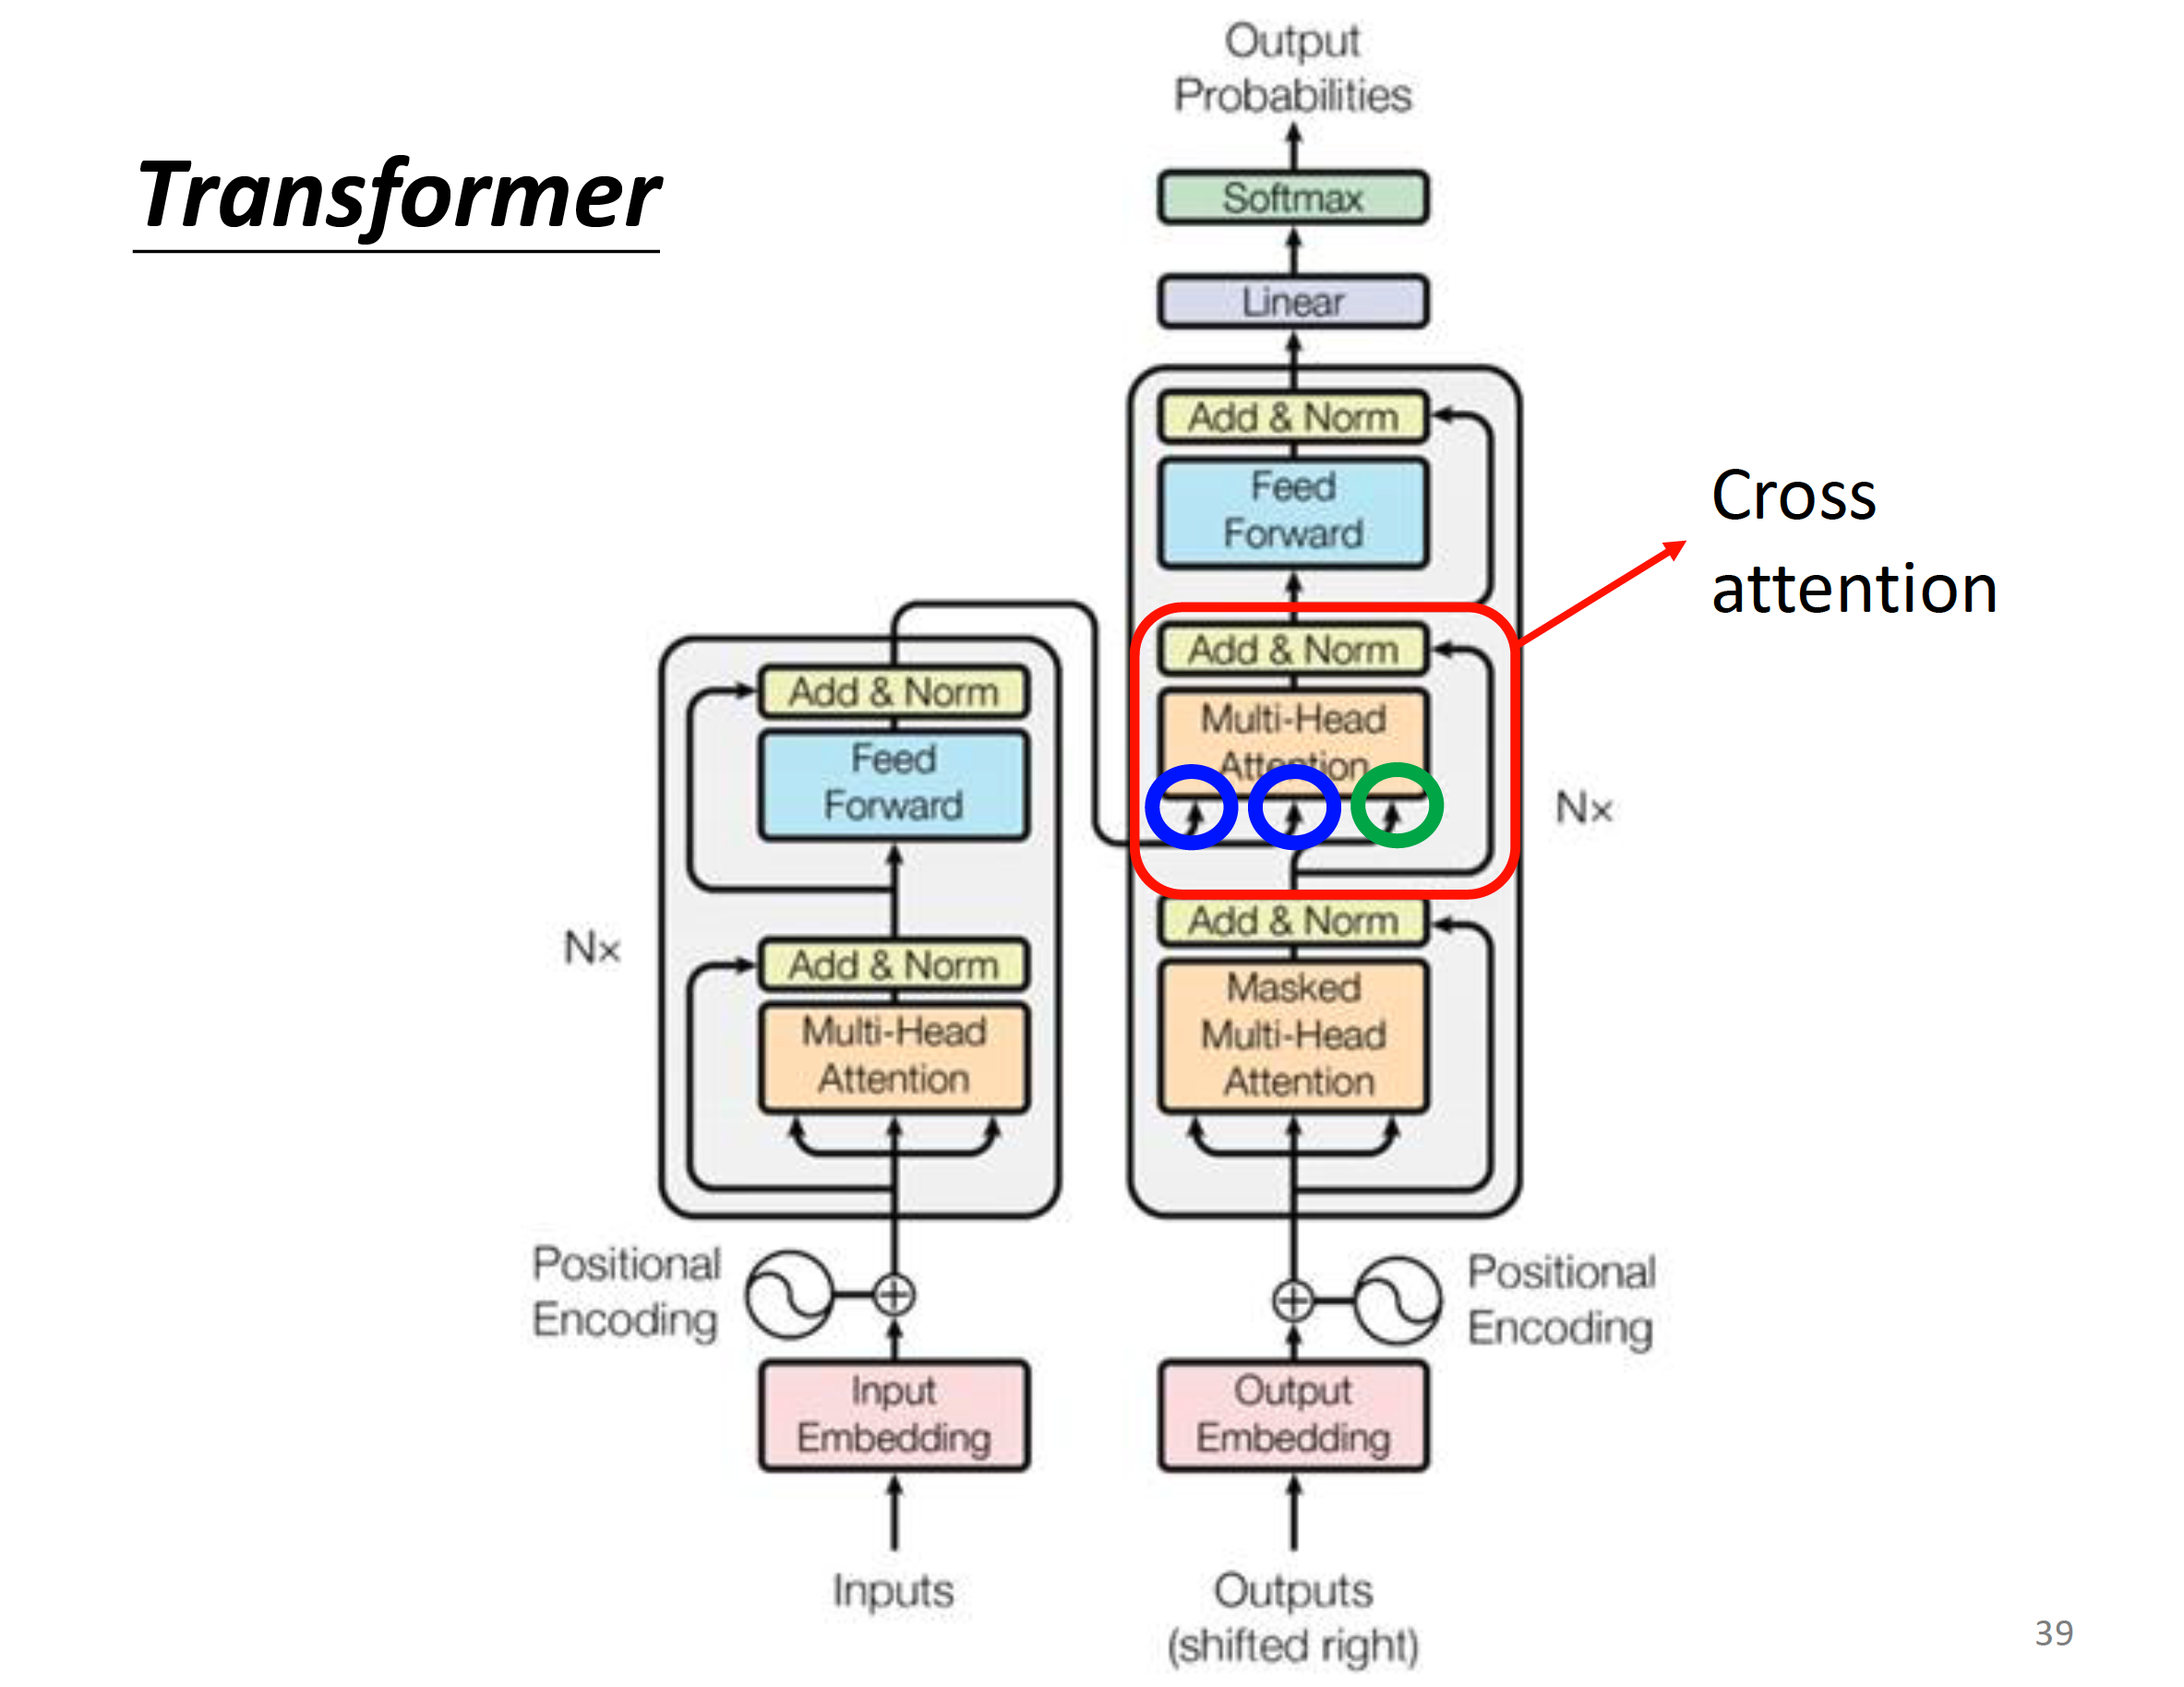 Transformer
Output
Probabilities
Softmax
Linear
Add & Norm
Feed
Forward
Cross
attention
Add & Norm
Multi-Head
Attention
Nx
Add & Norm
Masked
Multi-Head
Attention
Add & Norm
Feed
Forward
Nx
Add & Norm
Multi-Head
Attention
Positional
Encoding
Positional
Encoding
Input
Embedding
Output
Embedding
Inputs
Outputs
(shifted right)
39